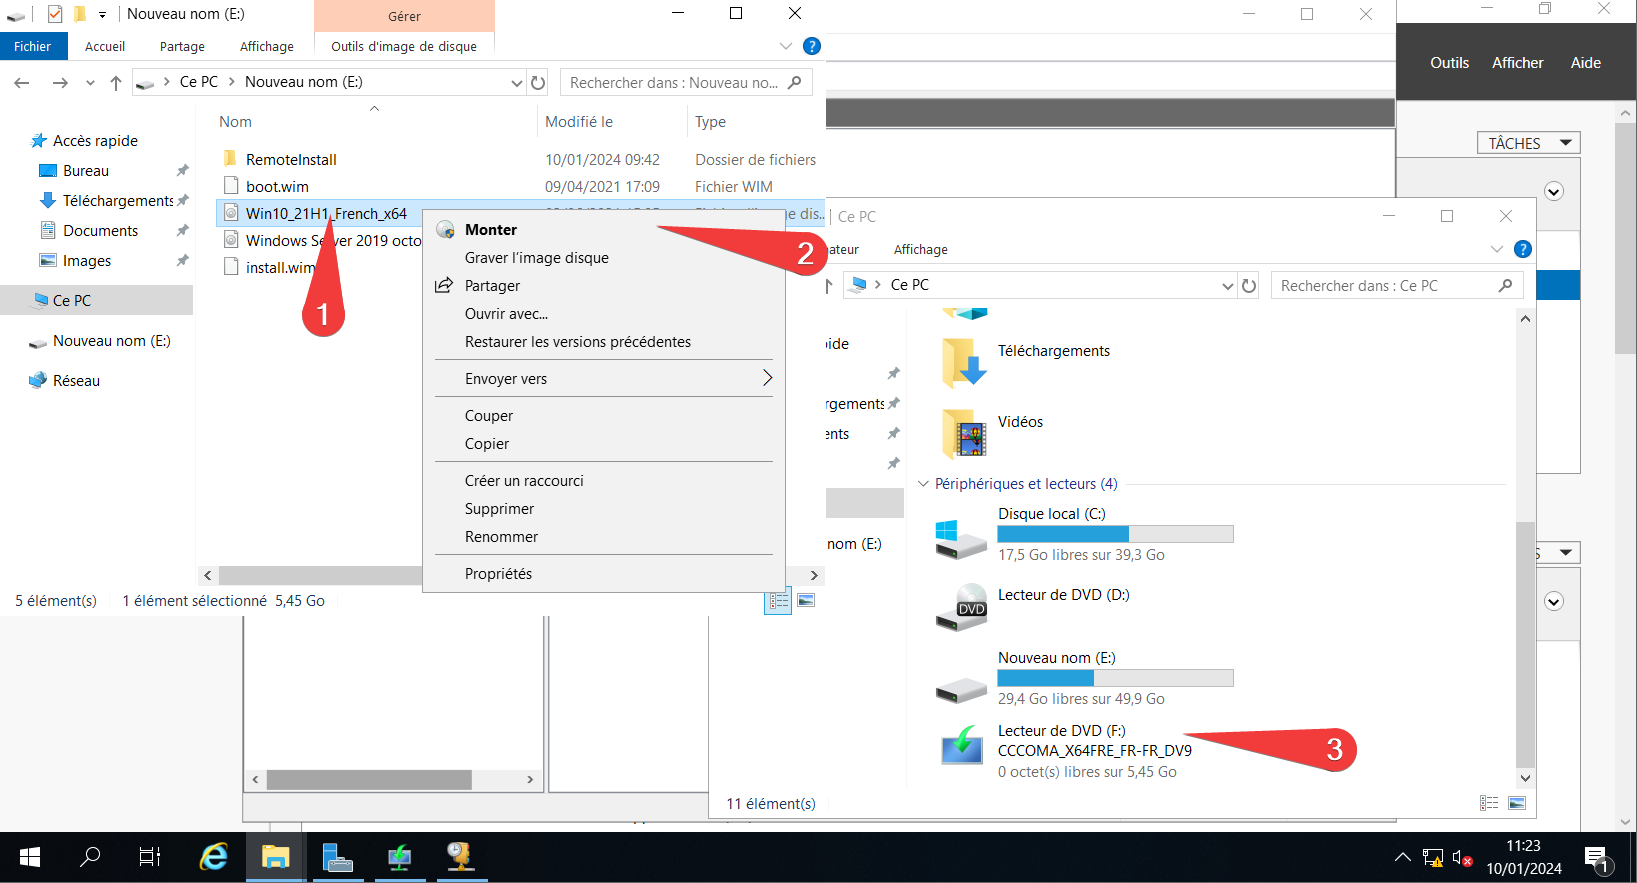 Nouveau nom (E:)
Gérer
Fichier
Accueil
Partage
Affichage
Outils d'image de disque
Ce PC
Nouveau nom (E:)
Rechercher dans : Nouveau no...
Accès rapide
Bureau
Téléchargements
Documents
Images
Ce PC
Nouveau nom (E:)
Réseau
Nom
Modifié le
Type
RemoteInstall
10/01/2024 09:42
Dossier de fichiers
boot.wim
09/04/2021 17:09
Fichier WIM
Win10_21H1_French_x64
Windows Server 2019 octo
install.wim
1
Monter
2
Graver l'image disque
Partager
Ouvrir avec...
Restaurer les versions précédentes
Envoyer vers
Couper
Copier
Créer un raccourci
Supprimer
Renommer
Propriétés
5 élément(s)
1 élément sélectionné 5,45 Go
Outils
Afficher
Aide
TÂCHES
Ce PC
ateur
Affichage
Ce PC
Rechercher dans : Ce PC
ide
rgements
nts
nom (E:)
Téléchargements
Vidéos
Périphériques et lecteurs (4)
Disque local (C:)
17,5 Go libres sur 39,3 Go
DVD
Lecteur de DVD (D:)
Nouveau nom (E:)
29,4 Go libres sur 49,9 Go
Lecteur de DVD (F:)
CCCOMA_X64FRE_FR-FR_DV9
0 octet(s) libres sur 5,45 Go
3
11 élément(s)
11:23
10/01/2024
1